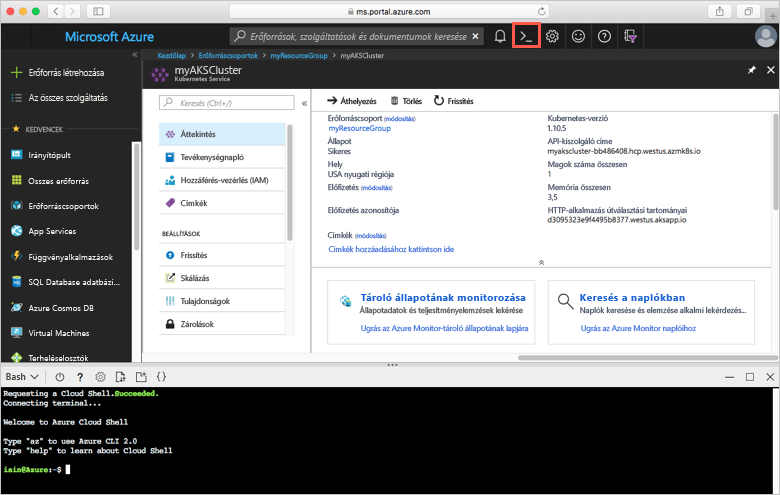 ms.portal.azure.com
Microsoft Azure
Erőforrások, szolgáltatások és dokumentumok keresése
Kezdőlap > Erőforráscsoportok > myResourceGroup > myAKSCluster
myAKSCluster
Kubernetes Service
Erőforrás létrehozása
Az összes szolgáltatás
KEDVENCEK
Irányítópult
Összes erőforrás
Erőforráscsoportok
App Services
Függvényalkalmazások
SQL Database adatbázi...
Azure Cosmos DB
Virtual Machines
Terheléselosztók
Keresés (Ctrl+/)
Áttekintés
Tevékenységnapló
Hozzáférés-vezérlés (IAM)
Címkék
BEÁLLÍTÁSOK
Frissítés
Skálázás
Tulajdonságok
Zárolások
Áthelyezés
Törlés
Frissítés
Erőforráscsoport (módosítás)
myResourceGroup
Állapot
Sikeres
Hely
USA nyugati régiója
Előfizetés (módosítás)
Előfizetés azonosítója
Címkék (módosítás)
Címkék hozzáadásához kattintson ide
Kubernetes-verzió
1.10.5
API-kiszolgáló címe
myakscluster-bb486408.hcp.westus.azmk8s.io
Magok száma összesen
1
Memória összesen
3,5
HTTP-alkalmazás útválasztási tartományai
d3095323e9f4495b8377.westus.aksapp.io
Tároló állapotának monitorozása
Állapotadatok és teljesítményelemzések lekérése
Ugrás az Azure Monitor-tároló állapotának lapjára
Keresés a naplókban
Naplók keresése és elemzése alkalmi lekérdezés...
Ugrás az Azure Monitor naplóihoz
Bash
Requesting a Cloud Shell.Succeeded.
Connecting terminal...
Welcome to Azure Cloud Shell
Type "az" to use Azure CLI 2.0
Type "help" to learn about Cloud Shell
iain@Azure:~$